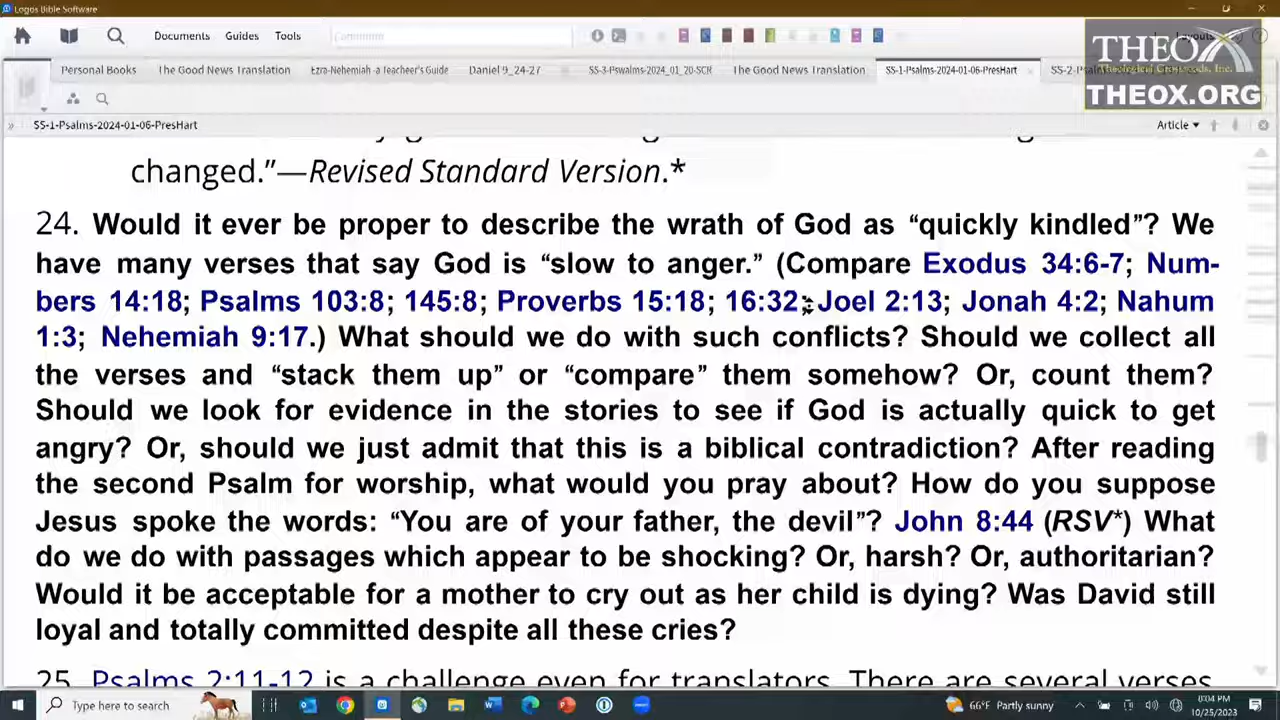 Logos Bible Software
Documents Guides Tools Command Layouts
THEOX
Theological Crossroads, Inc.
THEOX.ORG
Personal Books The Good News Translation Ezra-Nehemiah -a Teacher's 9, 24-27 The Good News Translation SS-1-Psalms-2024-01-06-PresHart
SS-1-Psalms-2024-01-06-PresHart Article
changed.”—Revised Standard Version.*
24. Would it ever be proper to describe the wrath of God as “quickly kindled”? We
have many verses that say God is “slow to anger.” (Compare Exodus 34:6-7; Num-
bers 14:18; Psalms 103:8; 145:8; Proverbs 15:18; 16:32; Joel 2:13; Jonah 4:2; Nahum
1:3; Nehemiah 9:17.) What should we do with such conflicts? Should we collect all
the verses and “stack them up” or “compare” them somehow? Or, count them?
Should we look for evidence in the stories to see if God is actually quick to get
angry? Or, should we just admit that this is a biblical contradiction? After reading
the second Psalm for worship, what would you pray about? How do you suppose
Jesus spoke the words: “You are of your father, the devil”? John 8:44 (RSV*) What
do we do with passages which appear to be shocking? Or, harsh? Or, authoritarian?
Would it be acceptable for a mother to cry out as her child is dying? Was David still
loyal and totally committed despite all these cries?
25. Psalms 2:11-12 is a challenge even for translators. There are several verses
Type here to search
66°F Partly sunny
8:04 PM
10/25/2023